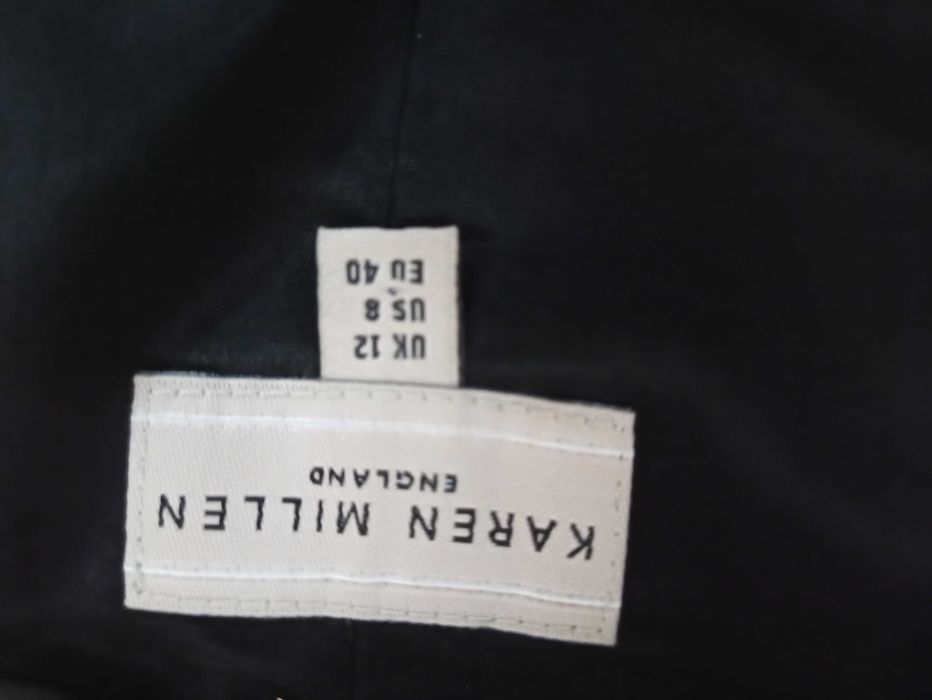 KAREN MILLEN
ENGLAND
UK 12
US 8
EU 40